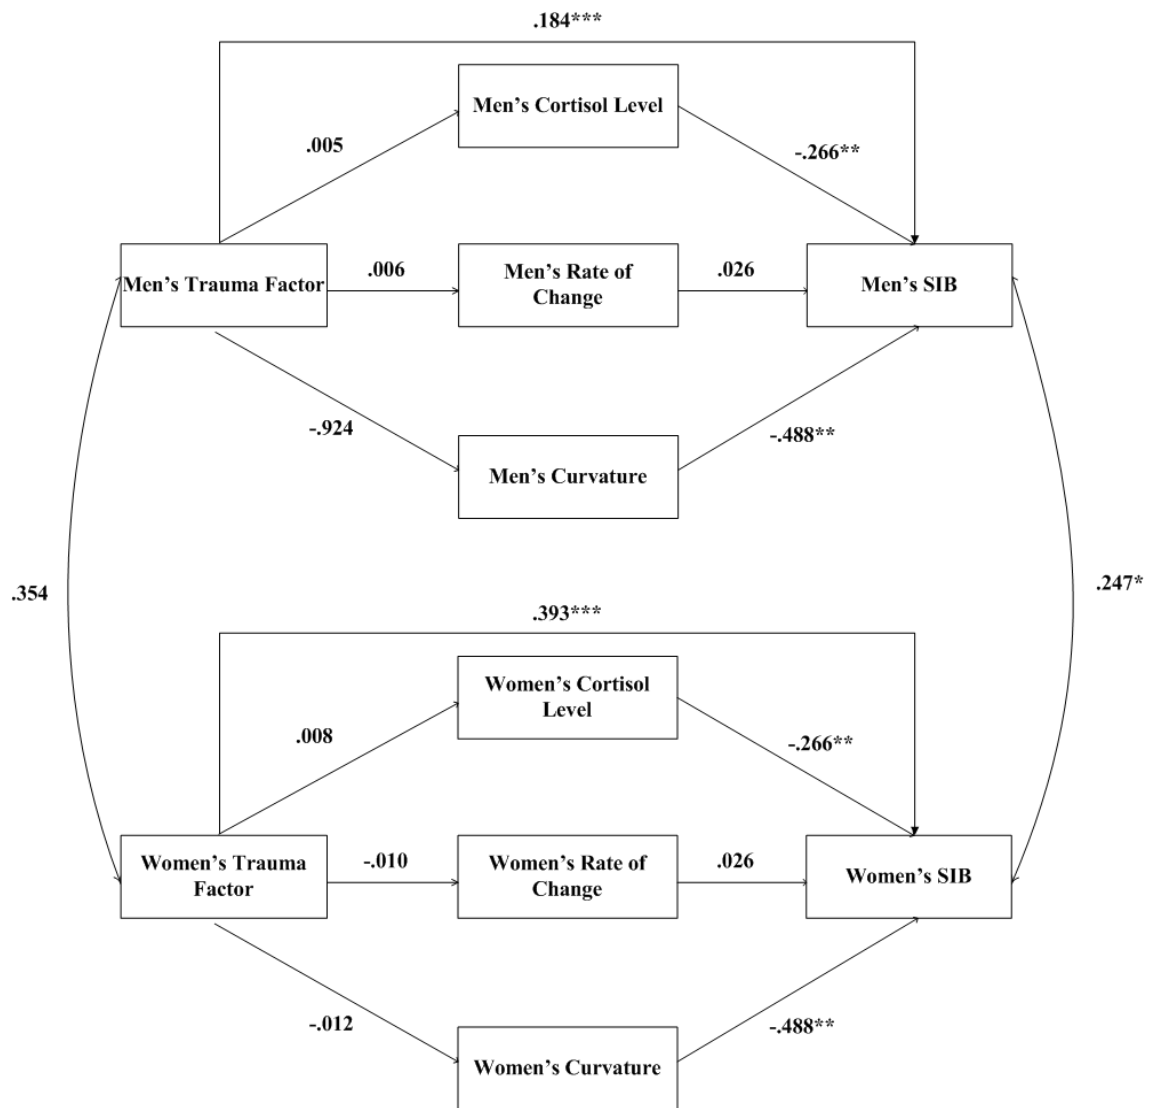 .184***
Men's Cortisol Level
.005
-.266**
Men's Trauma Factor
.006
Men's Rate of
Change
.026
Men's SIB
-.924
-.488**
Men's Curvature
.354
.247*
.393***
Women's Cortisol
Level
.008
-.266**
Women's Trauma
Factor
-.010
Women's Rate of
Change
.026
Women's SIB
-.012
-.488**
Women's Curvature